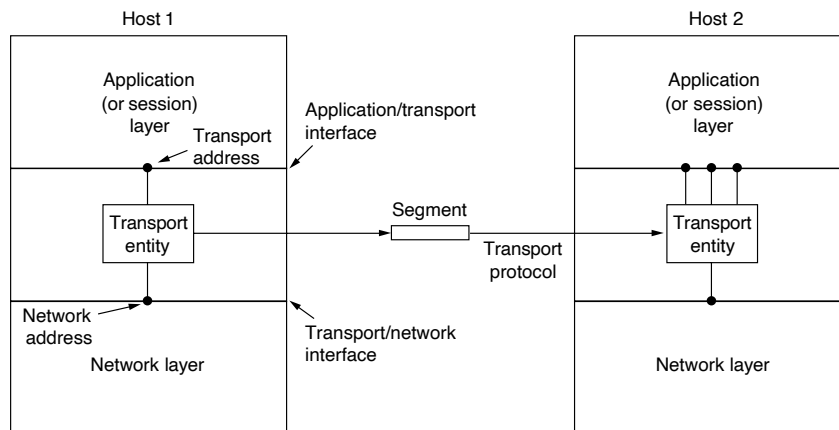 Host 1
Host 2
Application
(or session)
layer
Transport
address
Application/transport
interface
Application
(or session)
layer
Transport
entity
Segment
Transport
protocol
Transport
entity
Network
address
Transport/network
interface
Network layer
Network layer